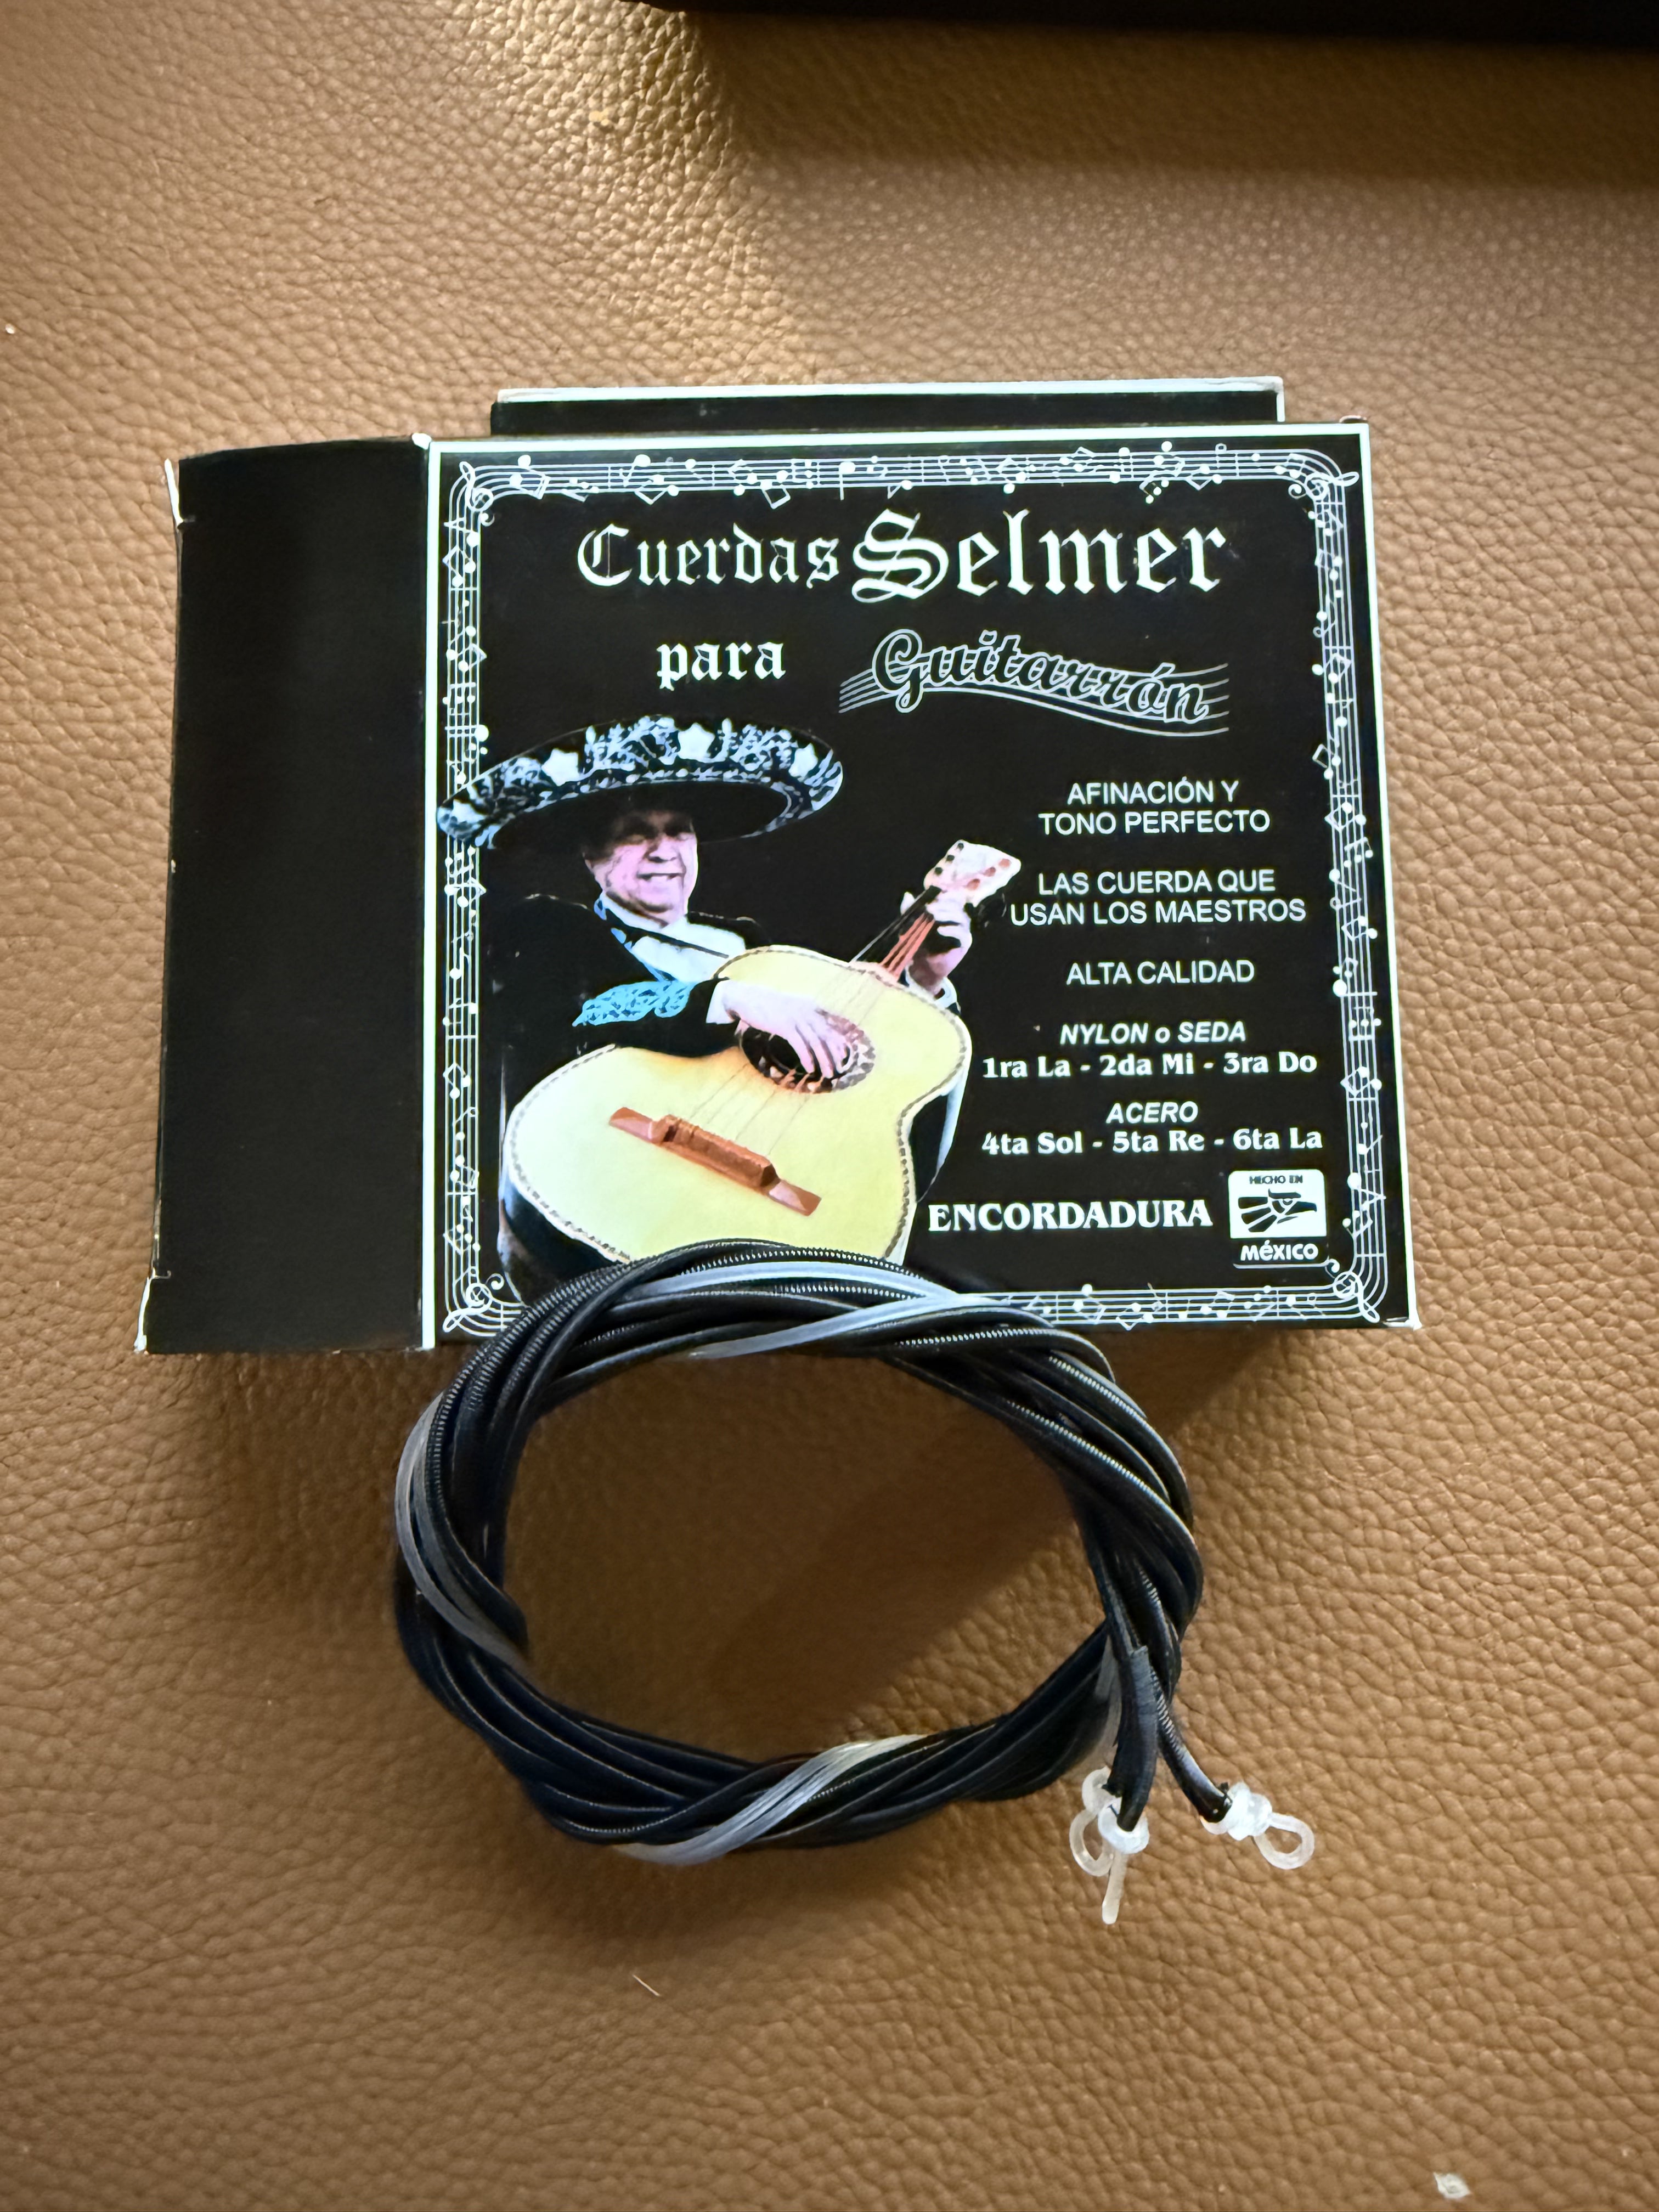 Cuerdas Selmer
para Guitarrón
AFINACIÓN Y
TONO PERFECTO
LAS CUERDA QUE
USAN LOS MAESTROS
ALTA CALIDAD
NYLON o SEDA
1ra La - 2da Mi - 3ra Do
ACERO
4ta Sol - 5ta Re - 6ta La
ENCORDADURA
HECHO EN
MéXICO